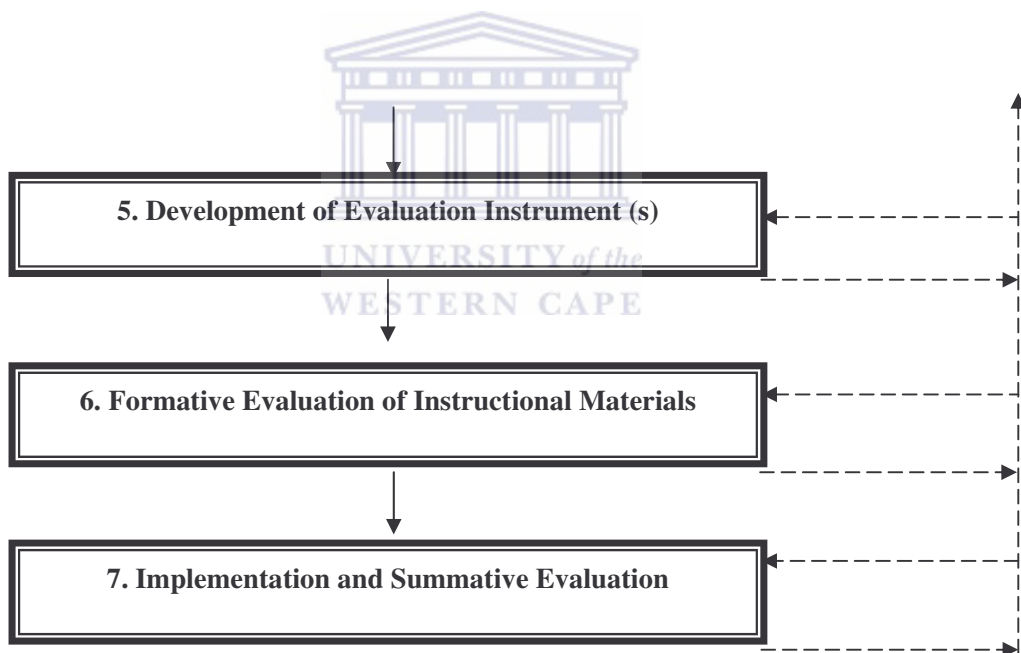 5. Development of Evaluation Instrument (s)
UNIVERSITY of the
WESTERN CAPE
6. Formative Evaluation of Instructional Materials
7. Implementation and Summative Evaluation